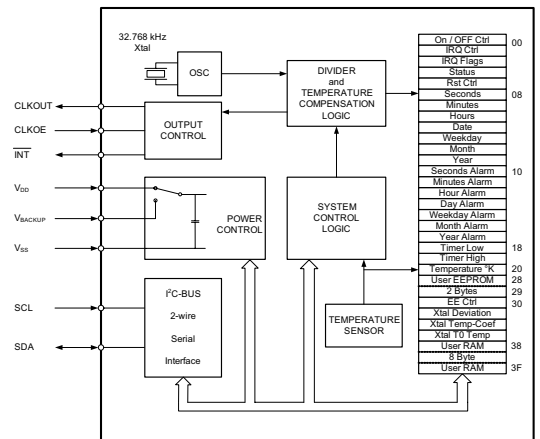 32.768 kHz
Xtal
OSC
DIVIDER
and
TEMPERATURE
COMPENSATION
LOGIC
CLKOUT
CLKOE
INT
OUTPUT
CONTROL
VDD
VBACKUP
VSS
POWER
CONTROL
SYSTEM
CONTROL
LOGIC
SCL
SDA
I²C-BUS
2-wire
Serial
Interface
TEMPERATURE
SENSOR
On / OFF Ctrl 00
IRQ Ctrl
IRQ Flags
Status
Rst Ctrl
Seconds 08
Minutes
Hours
Date
Weekday
Month
Year
Seconds Alarm 10
Minutes Alarm
Hour Alarm
Day Alarm
Weekday Alarm
Month Alarm
Year Alarm
Timer Low 18
Timer High
Temperature °K 20
User EEPROM 28
2 Bytes 29
EE Ctrl 30
Xtal Deviation
Xtal Temp-Coef
Xtal T0 Temp
User RAM 38
8 Byte
User RAM 3F